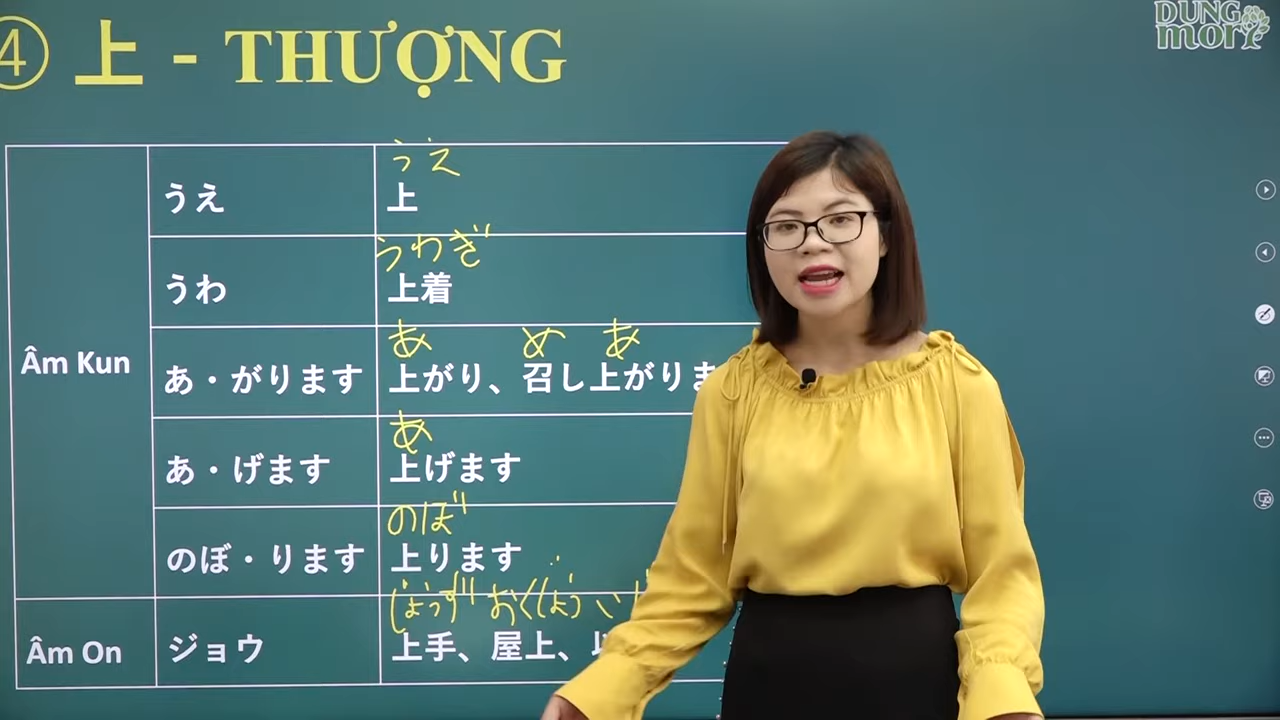 DUNG
mori
④ 上 - THƯỢNG
うえ
うえ 上
うわぎ
うわ 上着
あ め あ
Âm Kun あ・がります 上がり、召し上がりま
あ
あ・げます 上げます
のぼ
のぼ・ります 上ります
じょうず おくじょう い
Âm On ジョウ 上手、屋上、